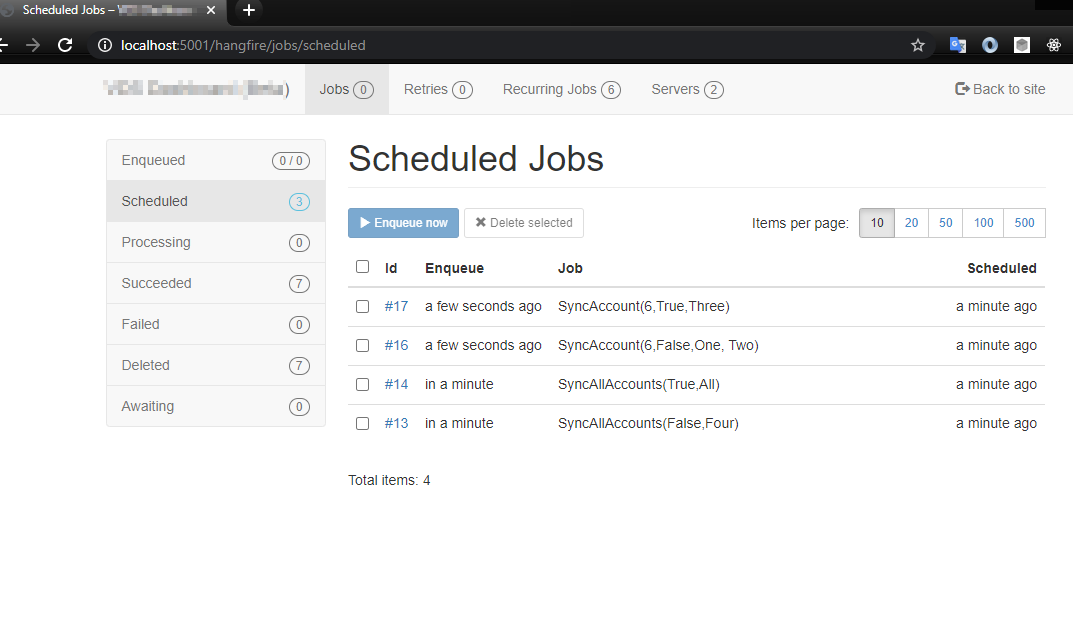 Scheduled Jobs –
localhost:5001/hangfire/jobs/scheduled
Jobs 0 Retries 0 Recurring Jobs 6 Servers 2 Back to site
Enqueued 0 / 0
Scheduled 3
Processing 0
Succeeded 7
Failed 0
Deleted 7
Awaiting 0
Scheduled Jobs
Enqueue now Delete selected Items per page: 10 20 50 100 500
Id Enqueue Job Scheduled
#17 a few seconds ago SyncAccount(6,True,Three) a minute ago
#16 a few seconds ago SyncAccount(6,False,One, Two) a minute ago
#14 in a minute SyncAllAccounts(True,All) a minute ago
#13 in a minute SyncAllAccounts(False,Four) a minute ago
Total items: 4